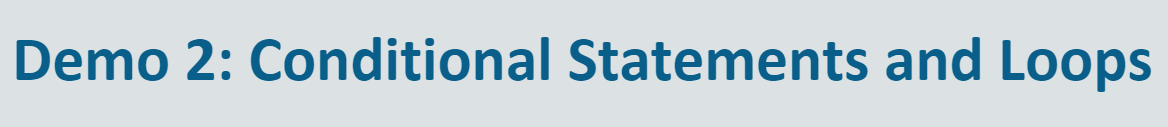 Demo 2: Conditional Statements and Loops